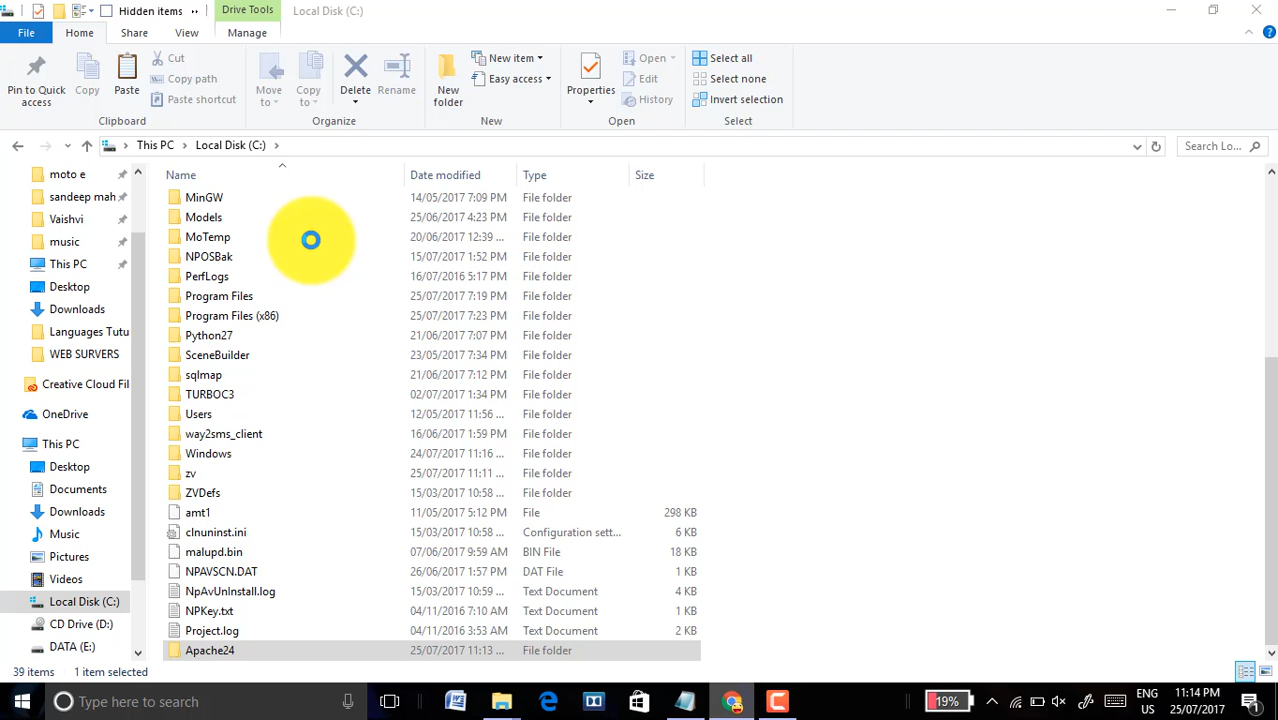 Hidden items
Drive Tools
Local Disk (C:)
File
Home
Share
View
Manage
Pin to Quick access
Copy
Paste
Cut
Copy path
Paste shortcut
Clipboard
Move to
Copy to
Delete
Rename
Organize
New folder
New item
Easy access
New
Properties
Open
Edit
History
Open
Select all
Select none
Invert selection
Select
This PC > Local Disk (C:) >
Search Lo...
Name Date modified Type Size
moto e
sandeep mah
Vaishvi
music
This PC
Desktop
Downloads
Languages Tutu
WEB SURVERS
Creative Cloud Fil
OneDrive
This PC
Desktop
Documents
Downloads
Music
Pictures
Videos
Local Disk (C:)
CD Drive (D:)
DATA (E:)
MinGW 14/05/2017 7:09 PM File folder
Models 25/06/2017 4:23 PM File folder
MoTemp 20/06/2017 12:39 ... File folder
NPOSBak 15/07/2017 1:52 PM File folder
PerfLogs 16/07/2016 5:17 PM File folder
Program Files 25/07/2017 7:19 PM File folder
Program Files (x86) 25/07/2017 7:23 PM File folder
Python27 21/06/2017 7:07 PM File folder
SceneBuilder 23/05/2017 7:34 PM File folder
sqlmap 21/06/2017 7:12 PM File folder
TURBOC3 02/07/2017 1:34 PM File folder
Users 12/05/2017 11:56 ... File folder
way2sms_client 16/06/2017 1:59 PM File folder
Windows 24/07/2017 11:16 ... File folder
zv 25/07/2017 11:11 ... File folder
ZVDefs 15/03/2017 10:58 ... File folder
amt1 11/05/2017 5:12 PM File 298 KB
clnuninst.ini 15/03/2017 10:58 ... Configuration sett... 6 KB
malupd.bin 07/06/2017 9:59 AM BIN File 18 KB
NPAVSCN.DAT 26/06/2017 1:57 PM DAT File 1 KB
NpAvUnInstall.log 15/03/2017 10:59 ... Text Document 4 KB
NPKey.txt 04/11/2016 7:10 AM Text Document 1 KB
Project.log 04/11/2016 3:53 AM Text Document 2 KB
Apache24 25/07/2017 11:13 ... File folder
39 items 1 item selected
Type here to search
19%
ENG
US
11:14 PM
25/07/2017
1